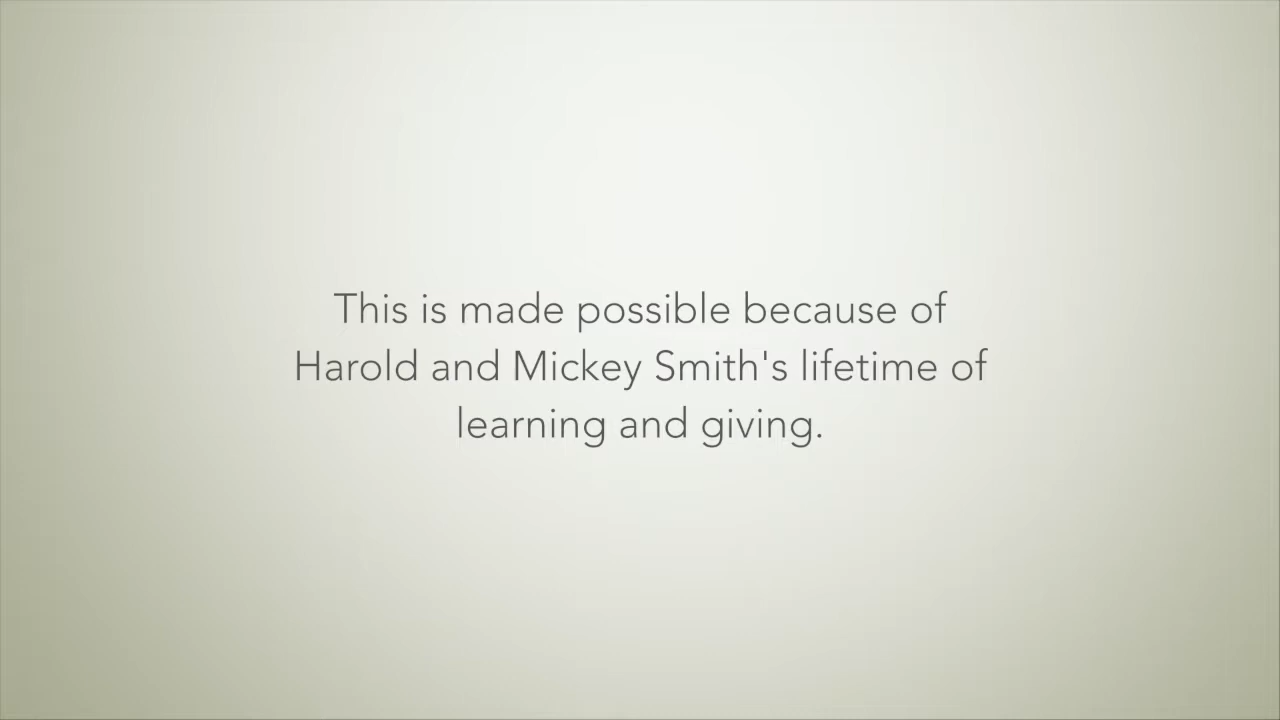 This is made possible because of
Harold and Mickey Smith's lifetime of
learning and giving.